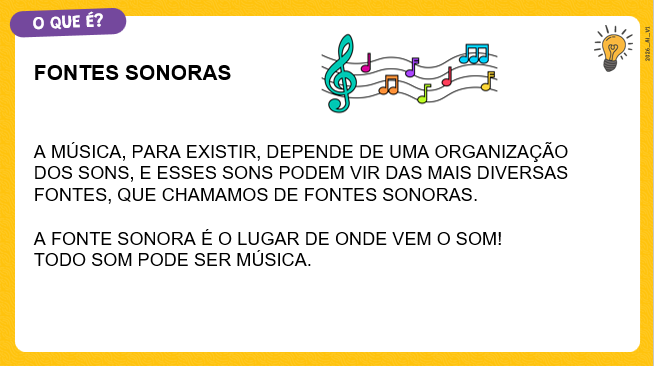 O QUE É?
FONTES SONORAS
A MÚSICA, PARA EXISTIR, DEPENDE DE UMA ORGANIZAÇÃO
DOS SONS, E ESSES SONS PODEM VIR DAS MAIS DIVERSAS
FONTES, QUE CHAMAMOS DE FONTES SONORAS.
A FONTE SONORA É O LUGAR DE ONDE VEM O SOM!
TODO SOM PODE SER MÚSICA.
2026_AI_V1